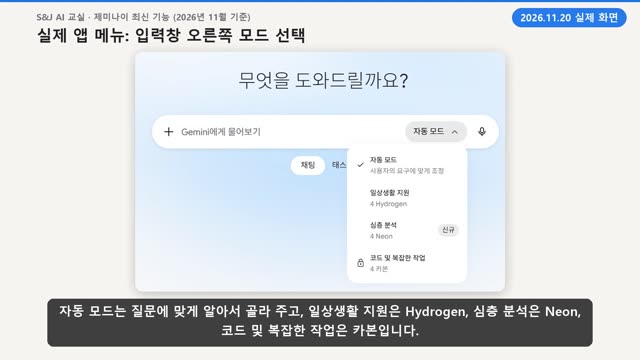 S&J AI 교실 · 제미나이 최신 기능 (2026년 11월 기준)
2026.11.20 실제 화면
실제 앱 메뉴: 입력창 오른쪽 모드 선택
무엇을 도와드릴까요?
Gemini에게 물어보기
자동 모드
채팅
태스
자동 모드
사용자의 요구에 맞게 조정
일상생활 지원
4 Hydrogen
심층 분석
4 Neon
신규
코드 및 복잡한 작업
4 카본
자동 모드는 질문에 맞게 알아서 골라 주고, 일상생활 지원은 Hydrogen, 심층 분석은 Neon,
코드 및 복잡한 작업은 카본입니다.